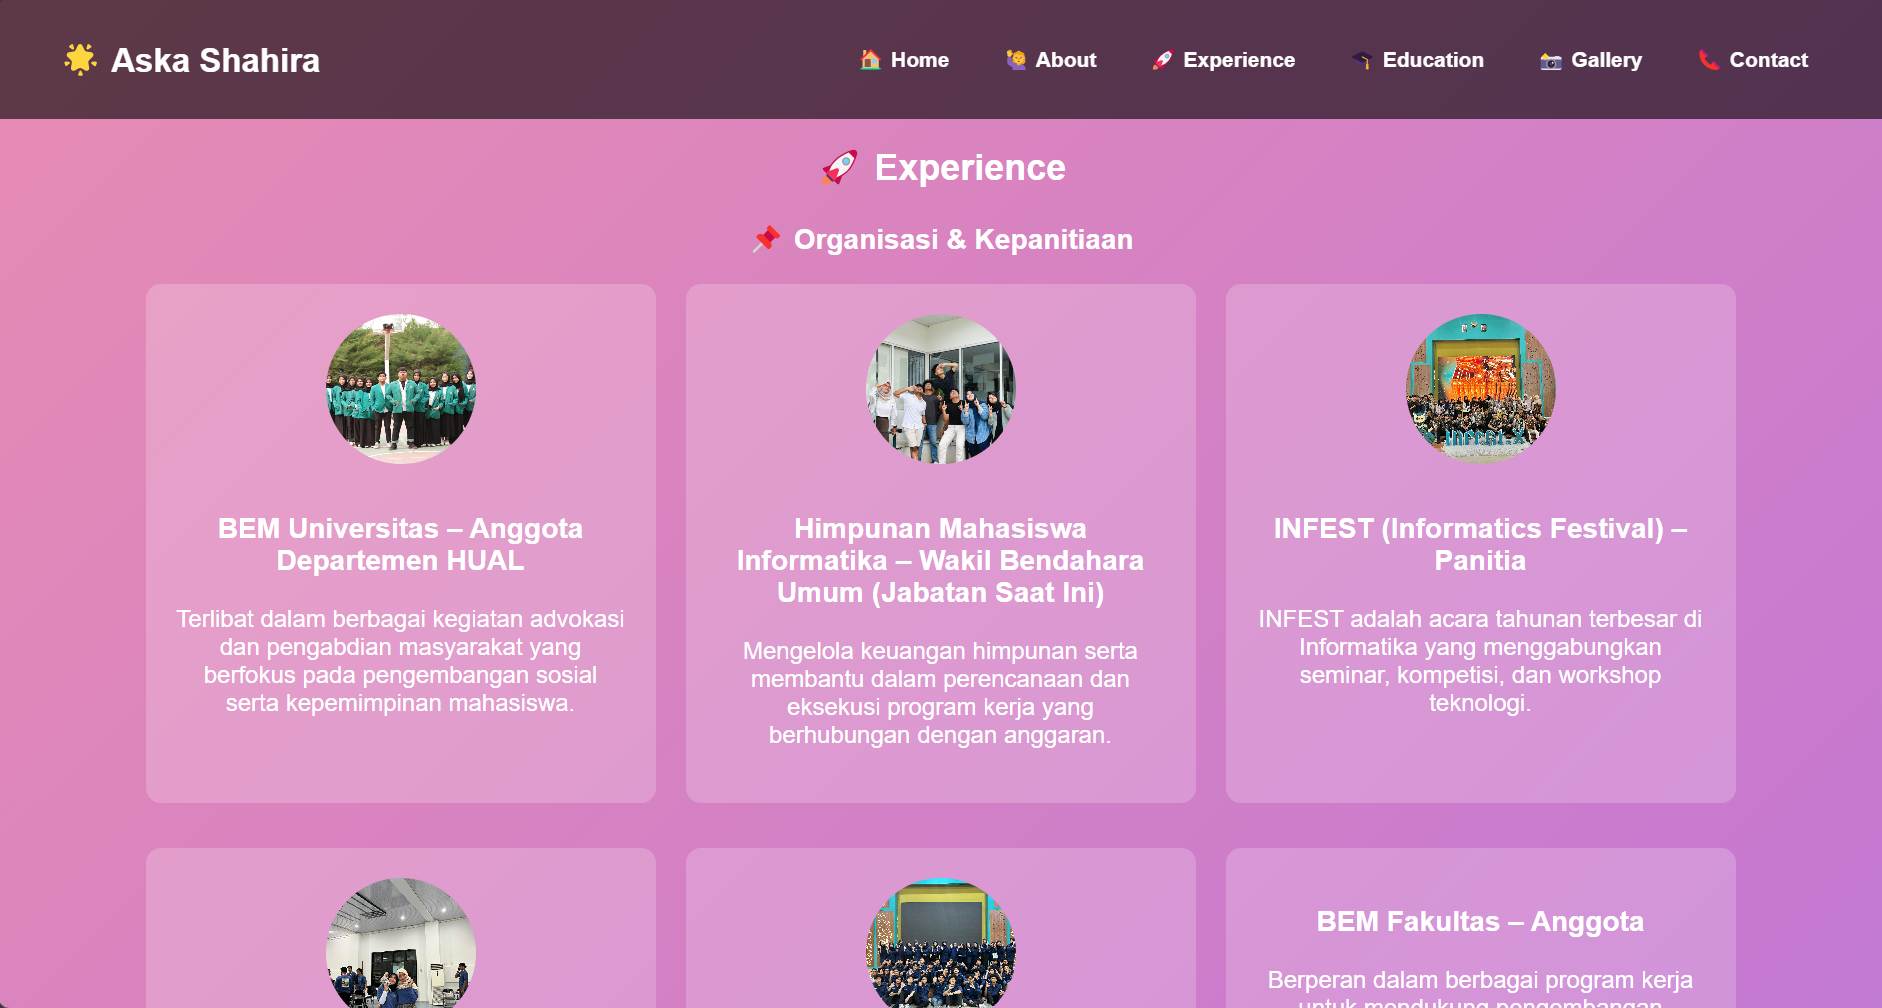 🌟 Aska Shahira
🏠 Home
🙋 About
🚀 Experience
🎓 Education
📸 Gallery
📞 Contact
🚀 Experience
📌 Organisasi & Kepanitiaan
BEM Universitas – Anggota
Departemen HUAL
Terlibat dalam berbagai kegiatan advokasi
dan pengabdian masyarakat yang
berfokus pada pengembangan sosial
serta kepemimpinan mahasiswa.
Himpunan Mahasiswa
Informatika – Wakil Bendahara
Umum (Jabatan Saat Ini)
Mengelola keuangan himpunan serta
membantu dalam perencanaan dan
eksekusi program kerja yang
berhubungan dengan anggaran.
INFEST.X
INFEST (Informatics Festival) –
Panitia
INFEST adalah acara tahunan terbesar di
Informatika yang menggabungkan
seminar, kompetisi, dan workshop
teknologi.
BEM Fakultas – Anggota
Berperan dalam berbagai program kerja
untuk mendukung pengembangan